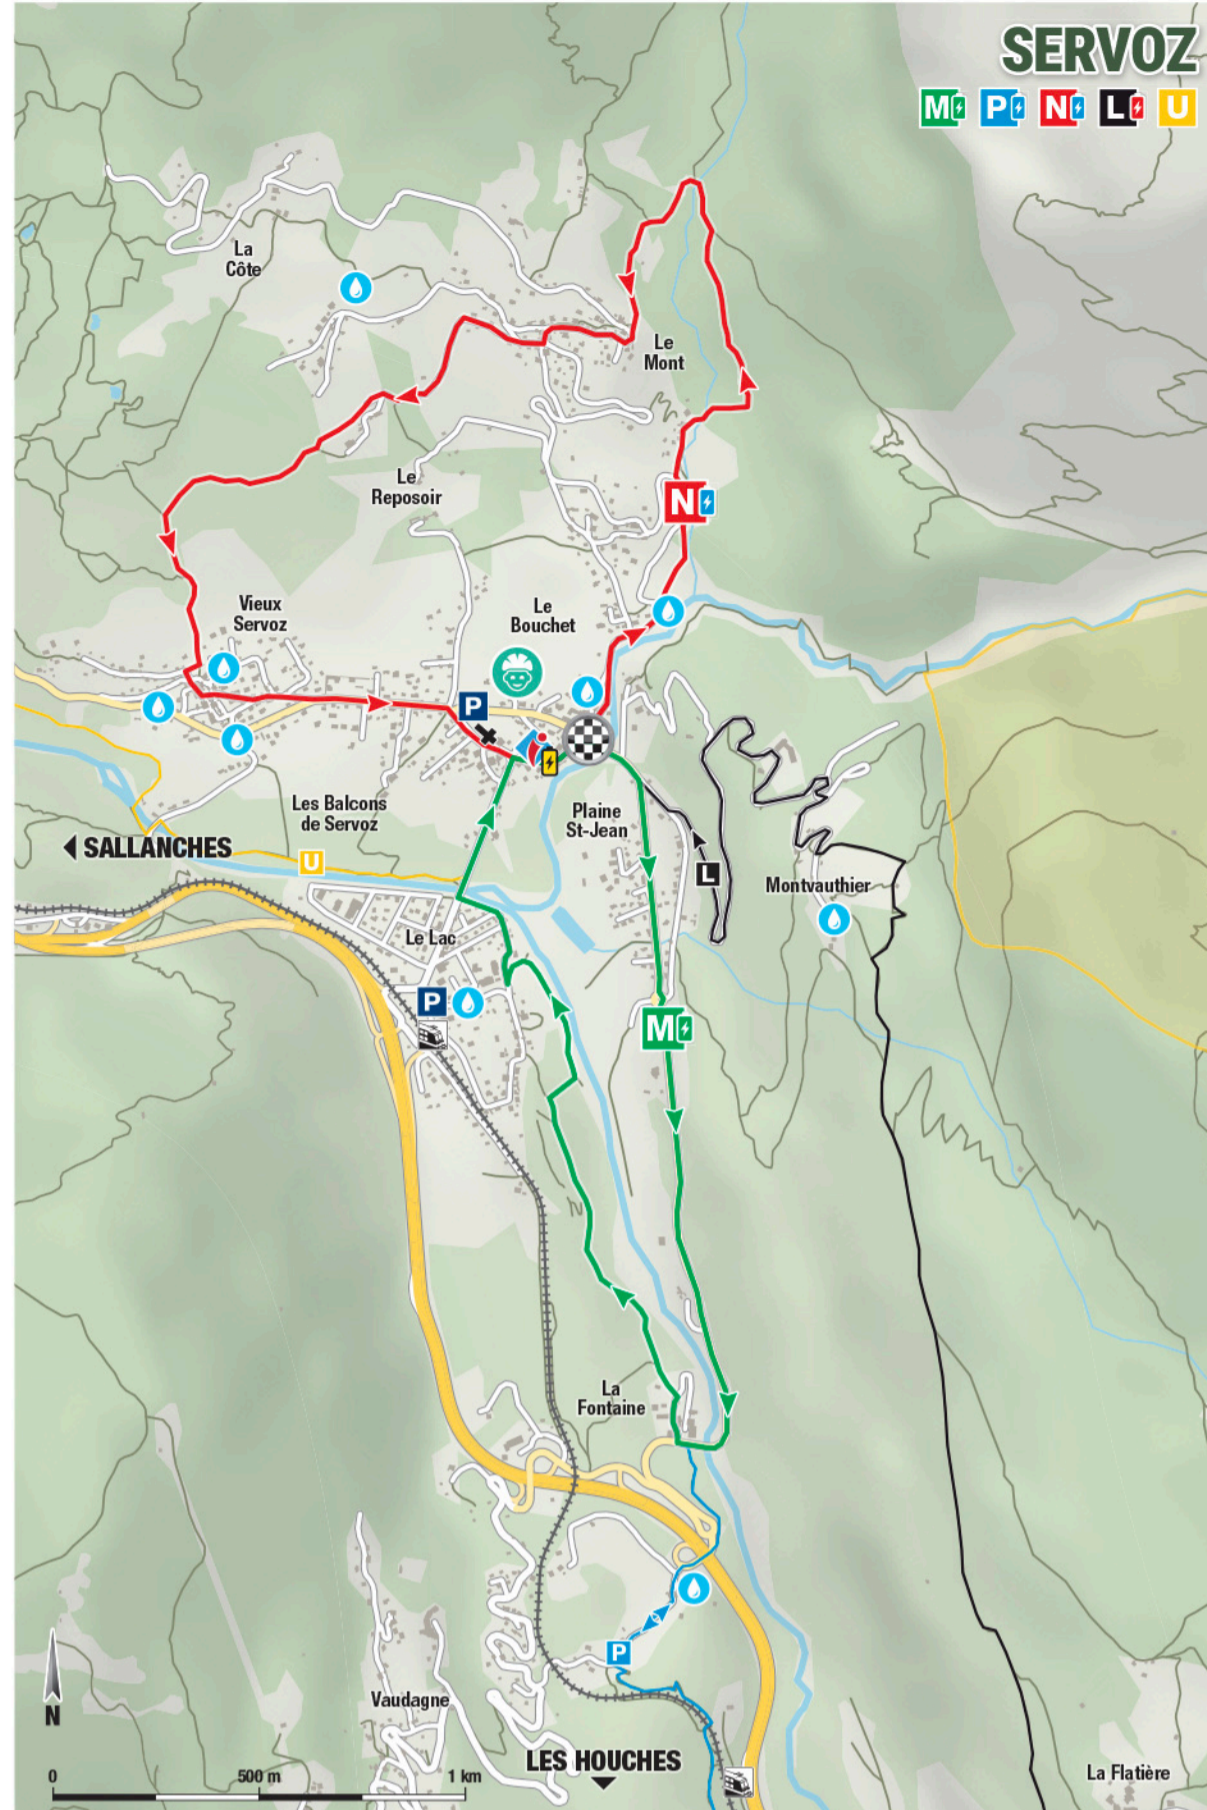 SERVOZ
M P N L U
La
Côte
Le
Mont
Le
Reposoir
N
Vieux
Servoz
Le
Bouchet
P
Les Balcons
de Servoz
Plaine
St-Jean
SALLANCHES
U
L
Montvauthier
Le Lac
P
M
La
Fontaine
P
Vaudagne
N
LES HOUCHES
La Flatière
0 500 m 1 km